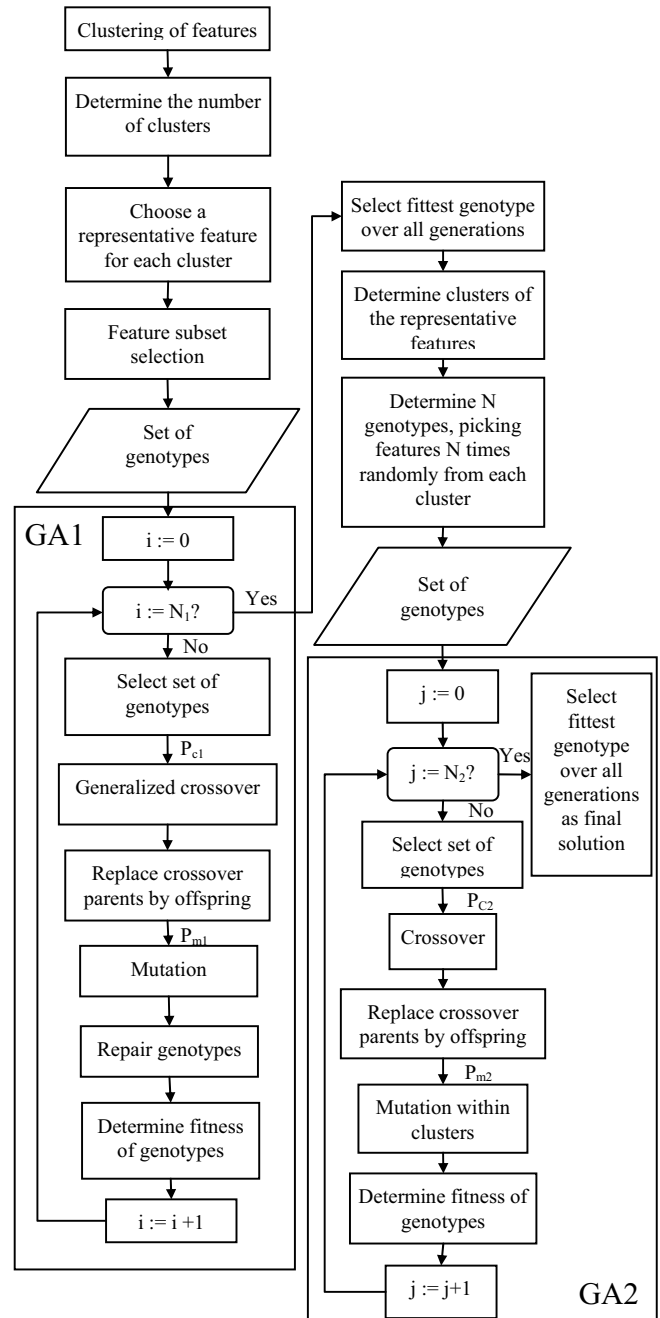 Clustering of features
Determine the number
of clusters
Choose a
representative feature
for each cluster
Feature subset
selection
Set of
genotypes
GA1
i := 0
i := N₁?
Yes
No
Select set of
genotypes
Pc1
Generalized crossover
Replace crossover
parents by offspring
Pm1
Mutation
Repair genotypes
Determine fitness
of genotypes
i := i +1
Select fittest genotype
over all generations
Determine clusters of
the representative
features
Determine N
genotypes, picking
features N times
randomly from each
cluster
Set of
genotypes
j := 0
j := N₂?
Yes
No
Select set of
genotypes
PC2
Crossover
Replace crossover
parents by offspring
Pm2
Mutation within
clusters
Determine fitness of
genotypes
j := j+1
Select
fittest
genotype
over all
generations
as final
solution
GA2